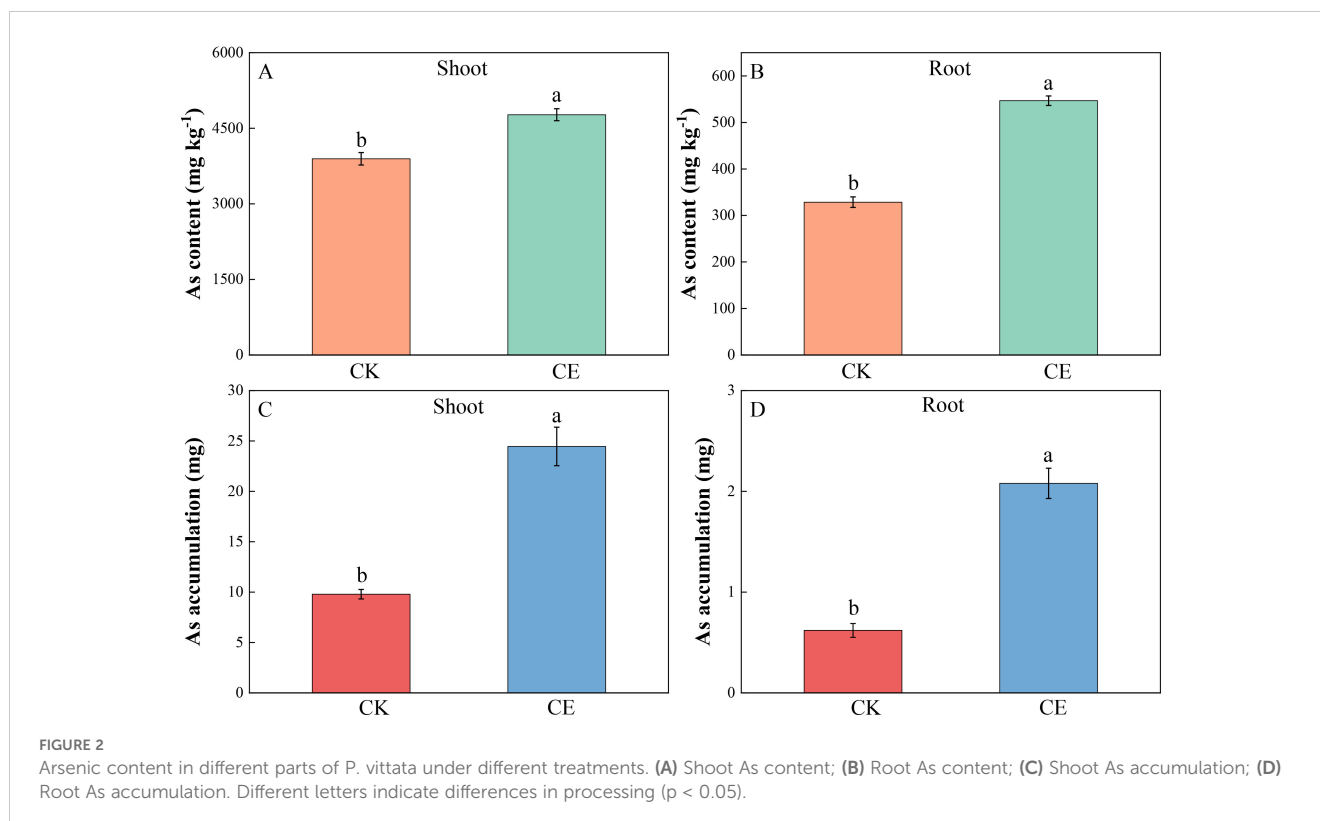 A
Shoot
As content (mg kg-1)
6000
4500
3000
1500
0
b
a
CK
CE
B
Root
As content (mg kg-1)
600
500
400
300
200
100
0
b
a
CK
CE
C
Shoot
As accumulation (mg)
30
25
20
15
10
5
0
b
a
CK
CE
D
Root
As accumulation (mg)
3
2
1
0
b
a
CK
CE
FIGURE 2
Arsenic content in different parts of P. vittata under different treatments. (A) Shoot As content; (B) Root As content; (C) Shoot As accumulation; (D)
Root As accumulation. Different letters indicate differences in processing (p < 0.05).